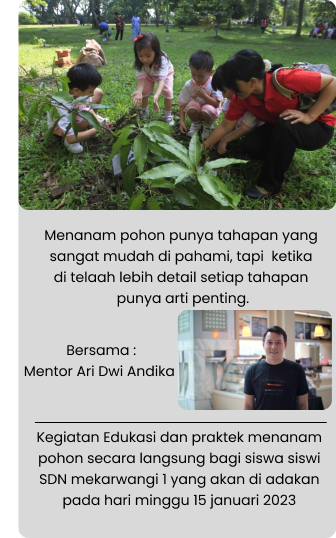 Menanam pohon punya tahapan yang
sangat mudah di pahami, tapi ketika
di telaah lebih detail setiap tahapan
punya arti penting.
Bersama :
Mentor Ari Dwi Andika
Kegiatan Edukasi dan praktek menanam
pohon secara langsung bagi siswa siswi
SDN mekarwangi 1 yang akan di adakan
pada hari minggu 15 januari 2023